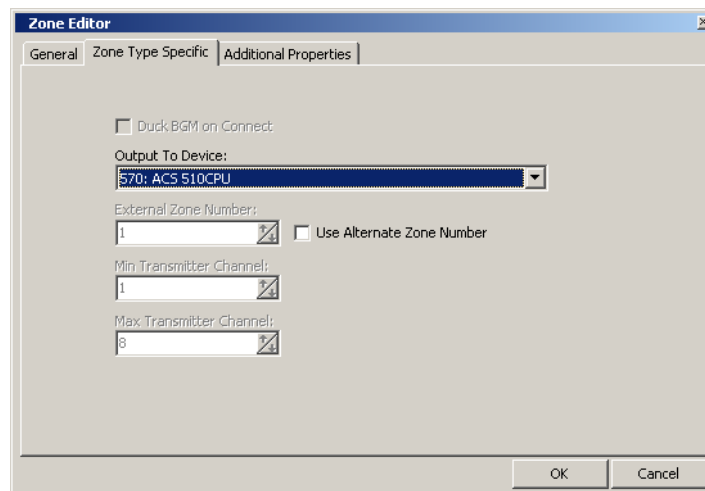 Zone Editor
General
Zone Type Specific
Additional Properties
Duck BGM on Connect
Output To Device:
570: ACS 510CPU
External Zone Number:
1
Use Alternate Zone Number
Min Transmitter Channel:
1
Max Transmitter Channel:
8
OK
Cancel